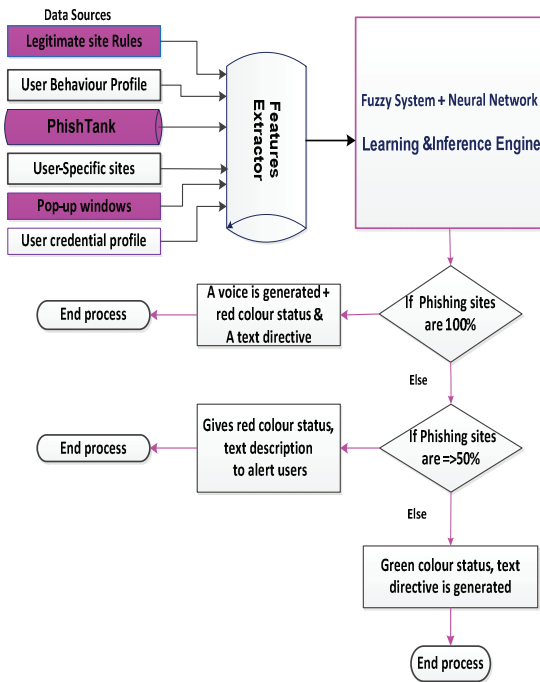 Data Sources
Legitimate site Rules
User Behaviour Profile
PhishTank
User-Specific sites
Pop-up windows
User credential profile
Features
Extractor
Fuzzy System + Neural Network
Learning &Inference Engine
If Phishing sites
are 100%
A voice is generated+
red colour status &
A text directive
End process
Else
If Phishing sites
are =>50%
Gives red colour status,
text description
to alert users
End process
Else
Green colour status, text
directive is generated
End process